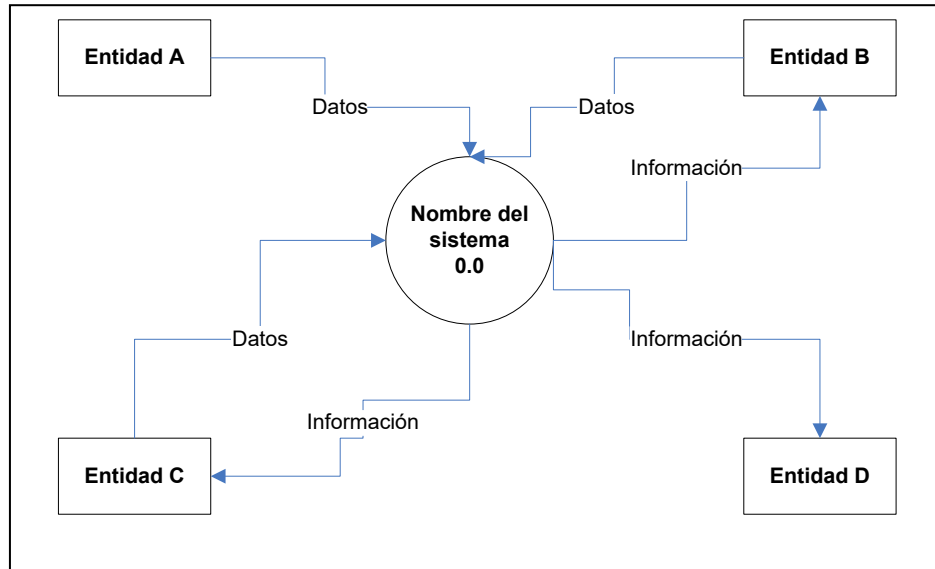 Entidad A
Entidad B
Datos
Datos
Información
Nombre del
sistema
0.0
Datos
Información
Información
Entidad C
Entidad D